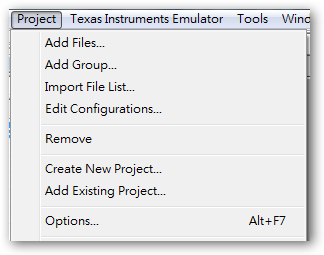 Project Texas Instruments Emulator Tools
Add Files...
Add Group...
Import File List...
Edit Configurations...
Remove
Create New Project...
Add Existing Project...
Options... Alt+F7